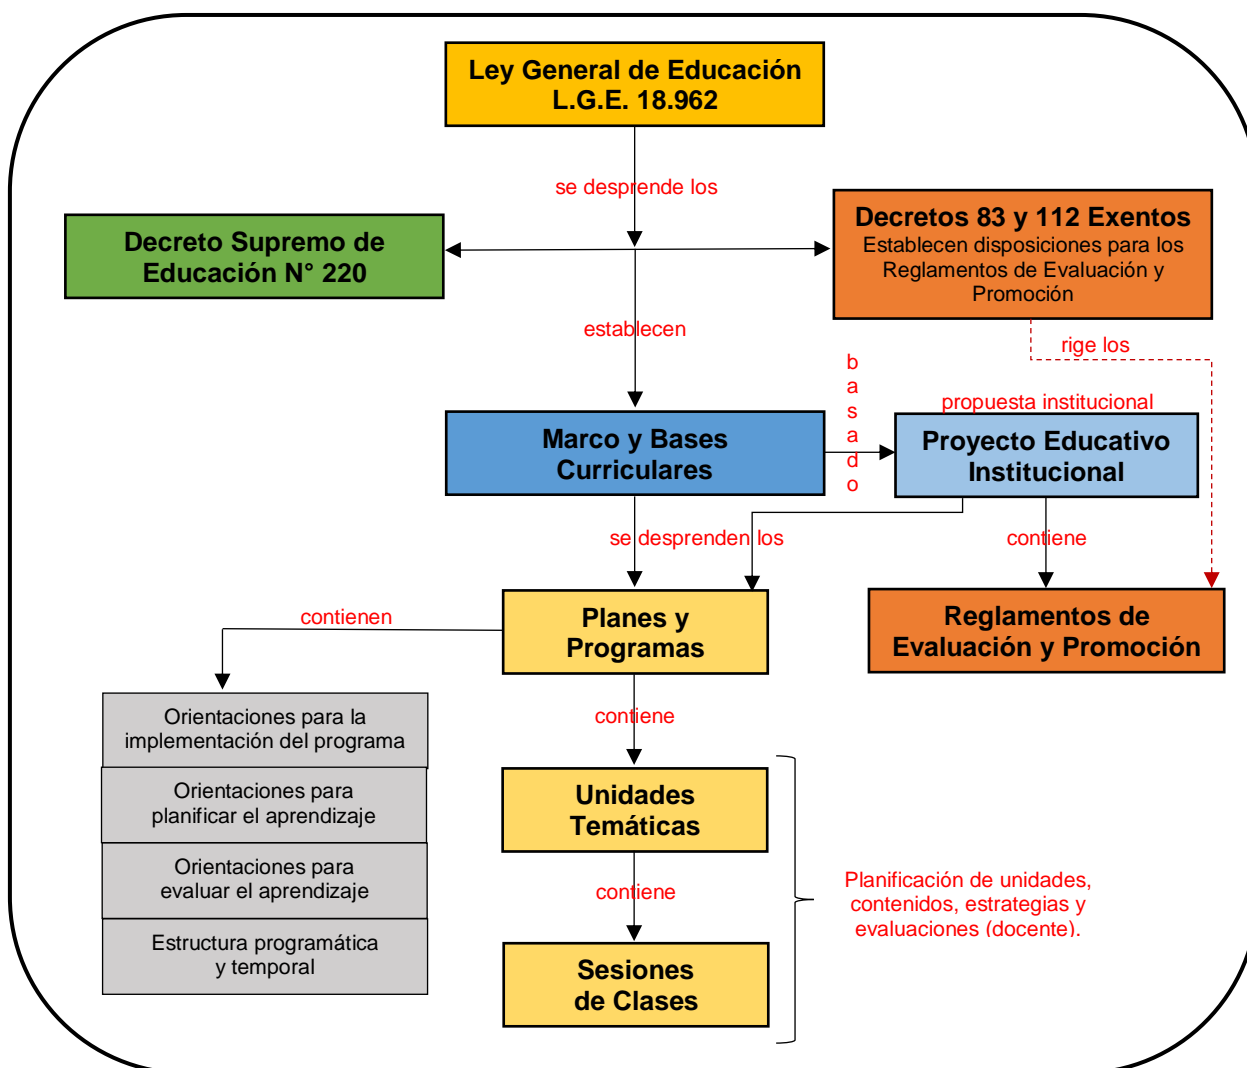 Ley General de Educación
L.G.E. 18.962
se desprende los
Decreto Supremo de
Educación N° 220
Decretos 83 y 112 Exentos
Establecen disposiciones para los
Reglamentos de Evaluación y
Promoción
establecen
rige los
basado
propuesta institucional
Marco y Bases
Curriculares
Proyecto Educativo
Institucional
se desprenden los
contiene
contienen
Planes y
Programas
Reglamentos de
Evaluación y Promoción
Orientaciones para la
implementación del programa
Orientaciones para
planificar el aprendizaje
Orientaciones para
evaluar el aprendizaje
Estructura programática
y temporal
contiene
Unidades
Temáticas
contiene
Sesiones
de Clases
Planificación de unidades,
contenidos, estrategias y
evaluaciones (docente).